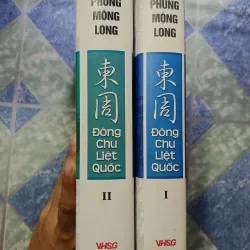 PHÙNG
MỘNG
LONG
東周
Đông
Chu
Liệt
Quốc
II
VHSG
PHÙNG
MỘNG
LONG
東周
Đông
Chu
Liệt
Quốc
I
VHSG